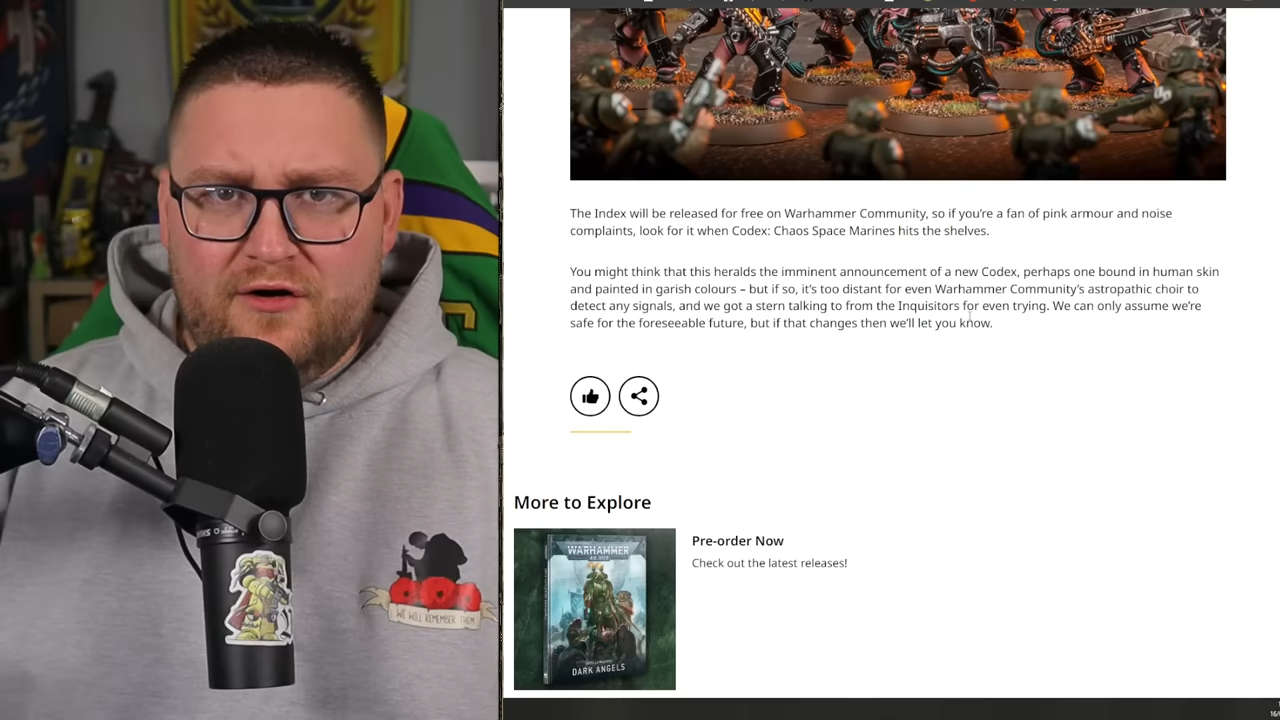 The Index will be released for free on Warhammer Community, so if you're a fan of pink armour and noise
complaints, look for it when Codex: Chaos Space Marines hits the shelves.
You might think that this heralds the imminent announcement of a new Codex, perhaps one bound in human skin
and painted in garish colours – but if so, it's too distant for even Warhammer Community's astropathic choir to
detect any signals, and we got a stern talking to from the Inquisitors for even trying. We can only assume we're
safe for the foreseeable future, but if that changes then we'll let you know.
More to Explore
WARHAMMER
40,000
DARK ANGELS
Pre-order Now
Check out the latest releases!
WE WILL REMEMBER THEM